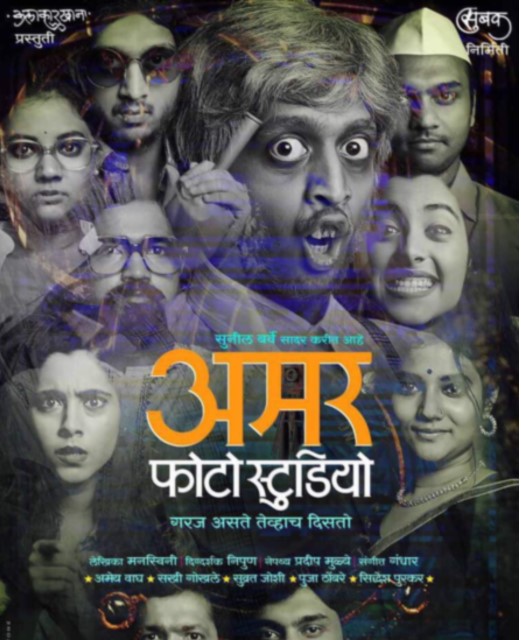 कलाकारखाना
प्रस्तुती
सबक
निर्मिती
सुनील बर्वे सादर करीत आहे
अमर
फोटो स्टुडियो
गरज असते तेव्हाच दिसतो
लेखिका मनस्विनी | दिग्दर्शक निपुण | नेपथ्य प्रदीप मुळ्ये | संगीत गंधार
★अमेय वाघ ★सखी गोखले ★सुव्रत जोशी ★पुजा ठोंबरे ★सिद्धेश पुरकर★